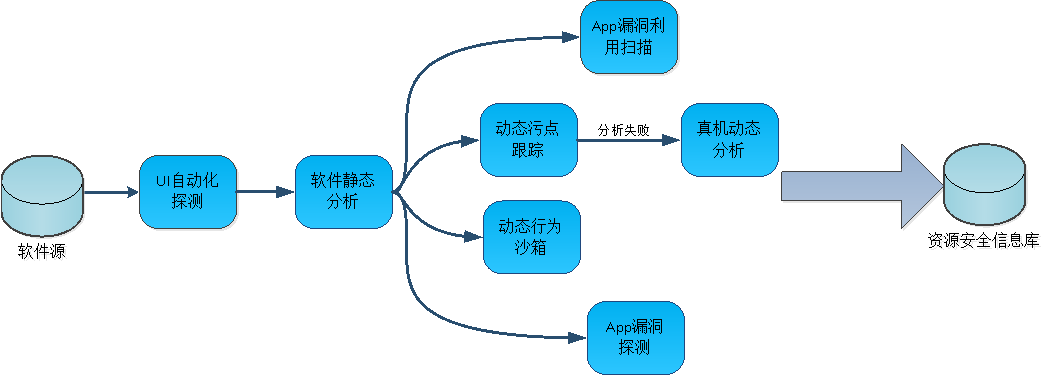 App漏洞利
用扫描
动态污点
跟踪
分析失败
真机动态
分析
UI自动化
探测
软件静态
分析
软件源
动态行为
沙箱
资源安全信息库
App漏洞
探测